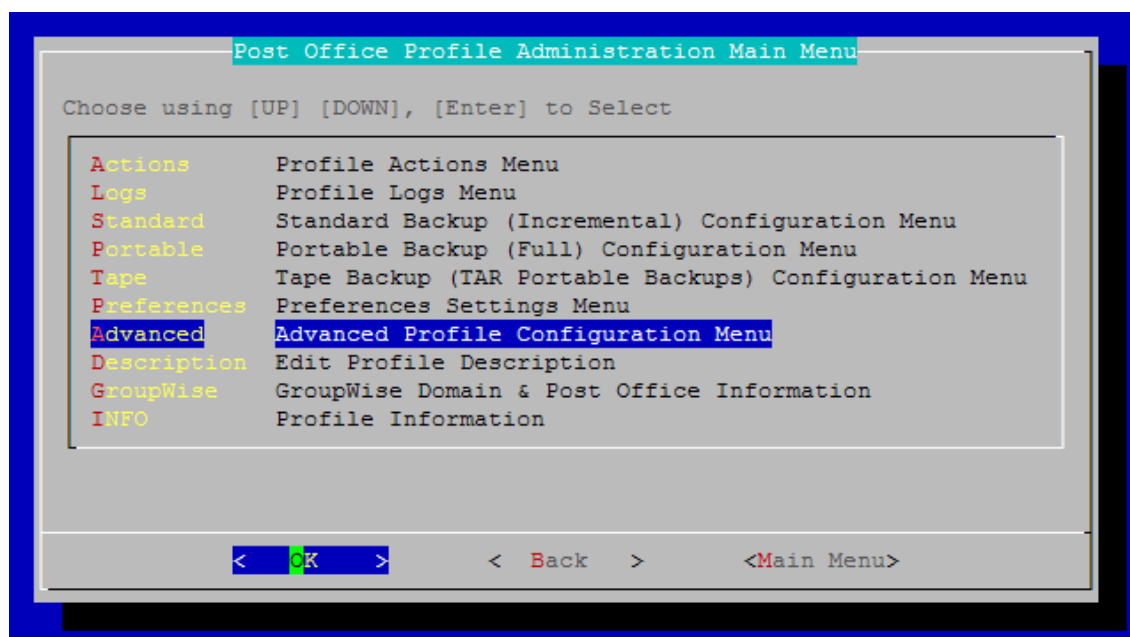 Post Office Profile Administration Main Menu
Choose using [UP] [DOWN], [Enter] to Select
Actions Profile Actions Menu
Logs Profile Logs Menu
Standard Standard Backup (Incremental) Configuration Menu
Portable Portable Backup (Full) Configuration Menu
Tape Tape Backup (TAR Portable Backups) Configuration Menu
Preferences Preferences Settings Menu
Advanced Advanced Profile Configuration Menu
Description Edit Profile Description
GroupWise GroupWise Domain & Post Office Information
INFO Profile Information
< OK > < Back > <Main Menu>